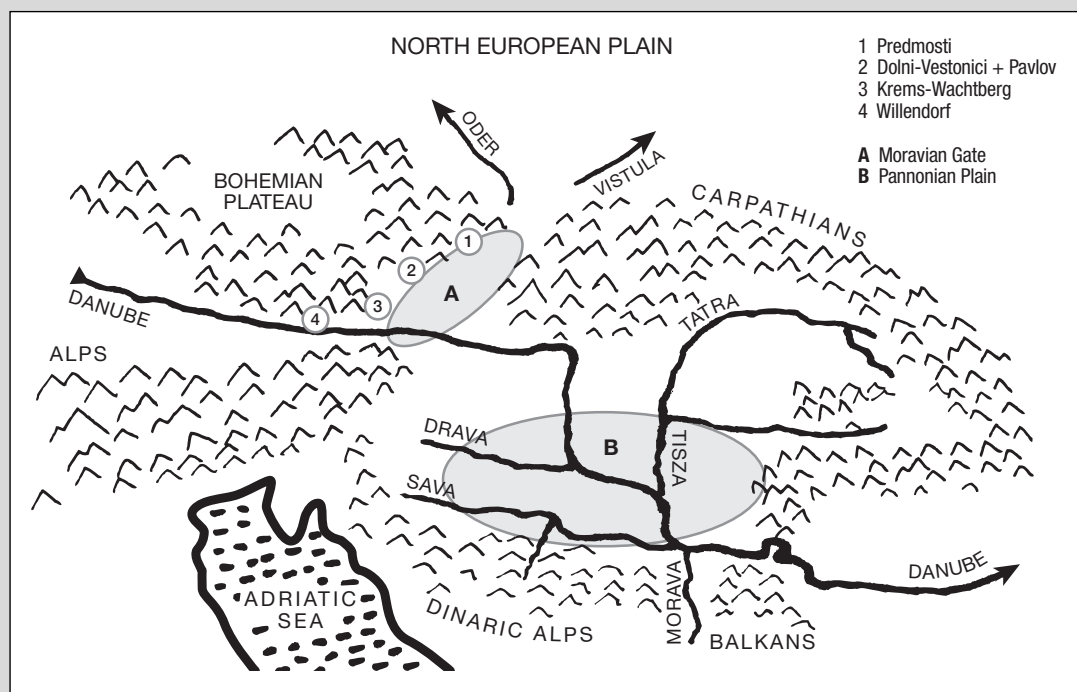 NORTH EUROPEAN PLAIN
1 Predmosti
2 Dolni-Vestonici + Pavlov
3 Krems-Wachtberg
4 Willendorf
A Moravian Gate
B Pannonian Plain
ODER
VISTULA
BOHEMIAN
PLATEAU
CARPATHIANS
1
2
A
3
4
DANUBE
TATRA
ALPS
DRAVA
B
TISZA
SAVA
DANUBE
ADRIATIC
SEA
DINARIC ALPS
MORAVA
BALKANS